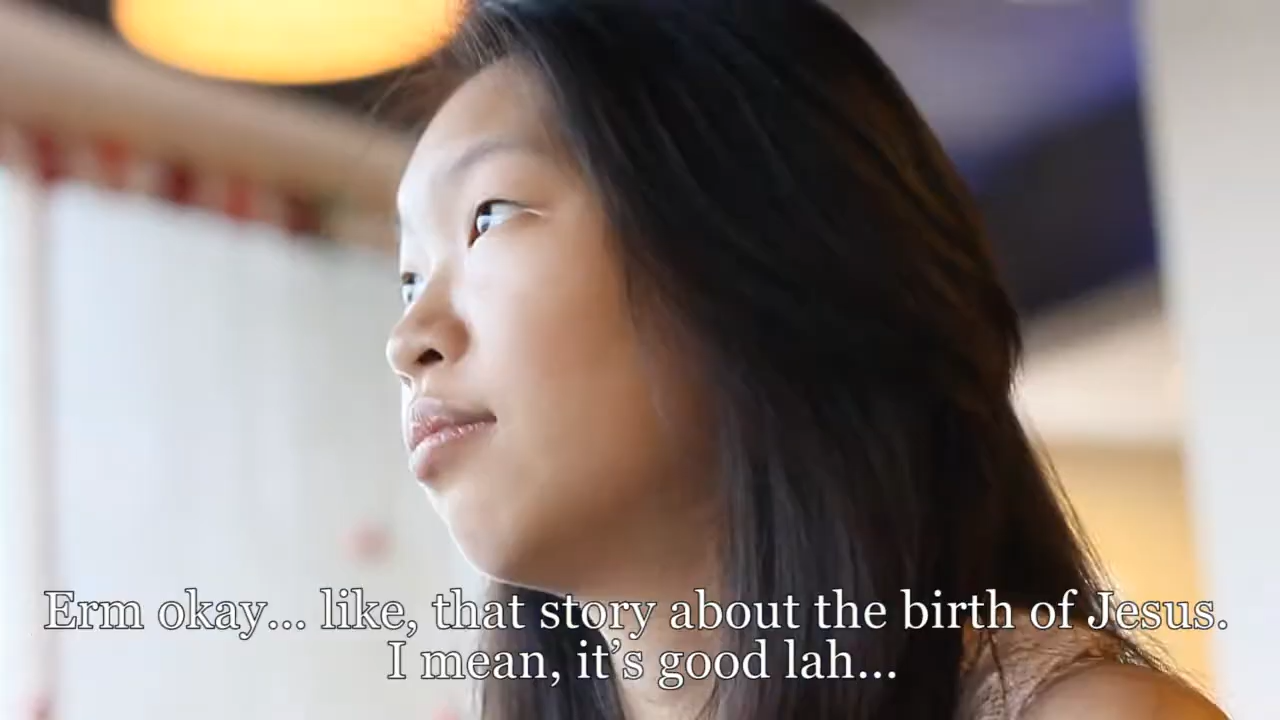 Erm okay... like, that story about the birth of Jesus.
I mean, it’s good lah...